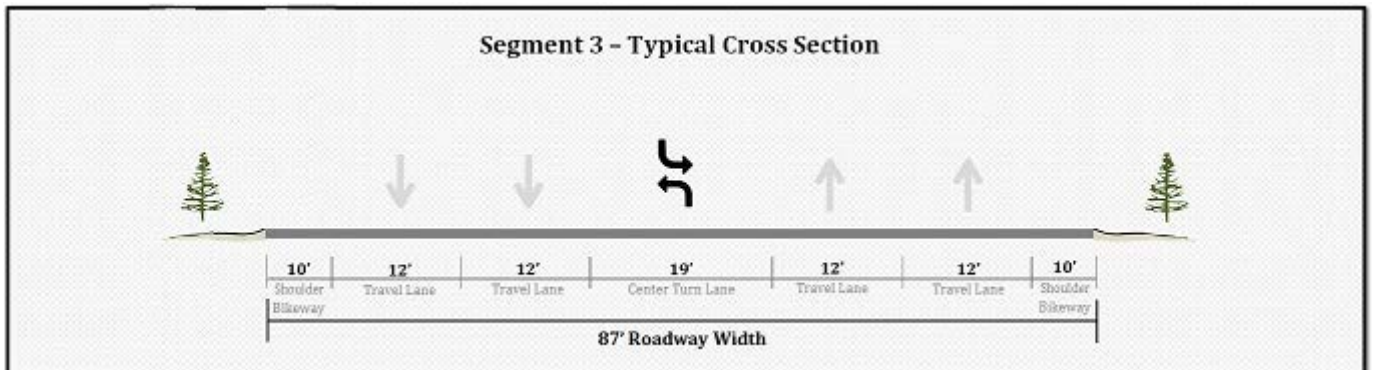 Segment 3 – Typical Cross Section
10' 12' 12' 19' 12' 12' 10'
Shoulder Travel Lane Travel Lane Center Turn Lane Travel Lane Travel Lane Shoulder
Bikeway Bikeway
87' Roadway Width